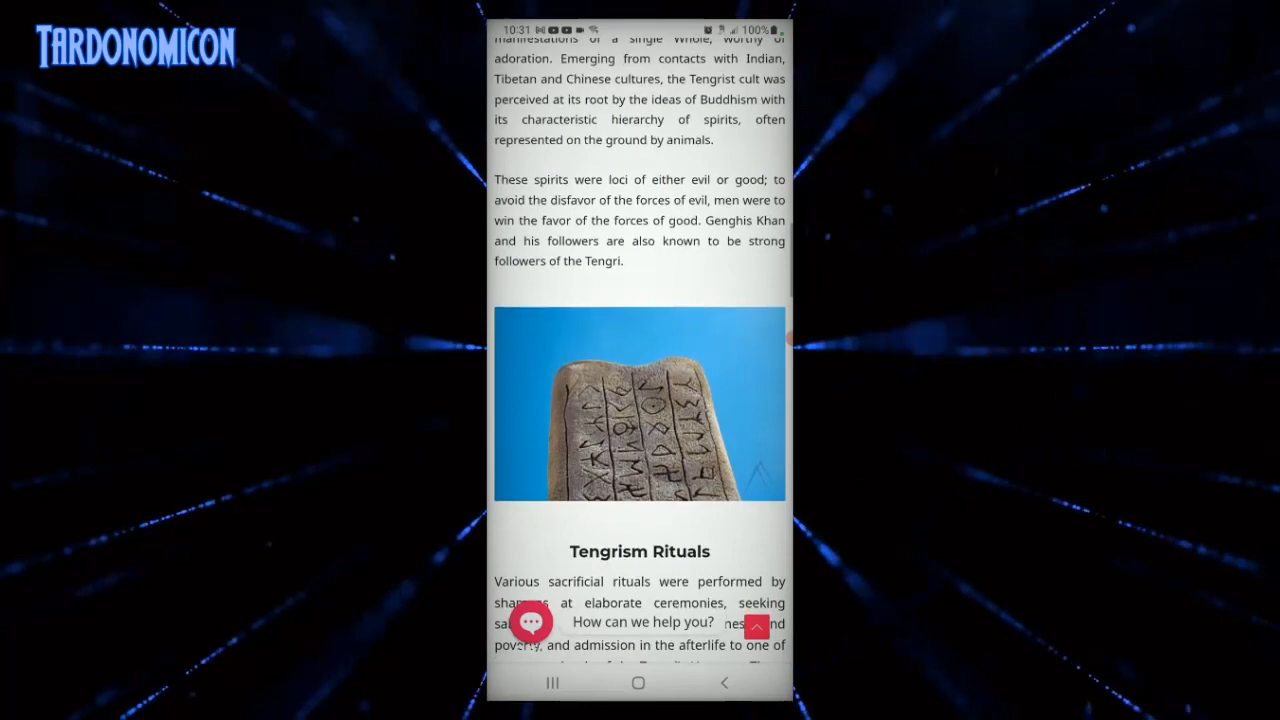 TARDONOMICON
10:31
100%
manifestations of a single Whole, worthy of
adoration. Emerging from contacts with Indian,
Tibetan and Chinese cultures, the Tengrist cult was
perceived at its root by the ideas of Buddhism with
its characteristic hierarchy of spirits, often
represented on the ground by animals.
These spirits were loci of either evil or good; to
avoid the disfavor of the forces of evil, men were to
win the favor of the forces of good. Genghis Khan
and his followers are also known to be strong
followers of the Tengri.
Tengrism Rituals
Various sacrificial rituals were performed by
at elaborate ceremonies, seeking
How can we help you?
and admission in the afterlife to one of